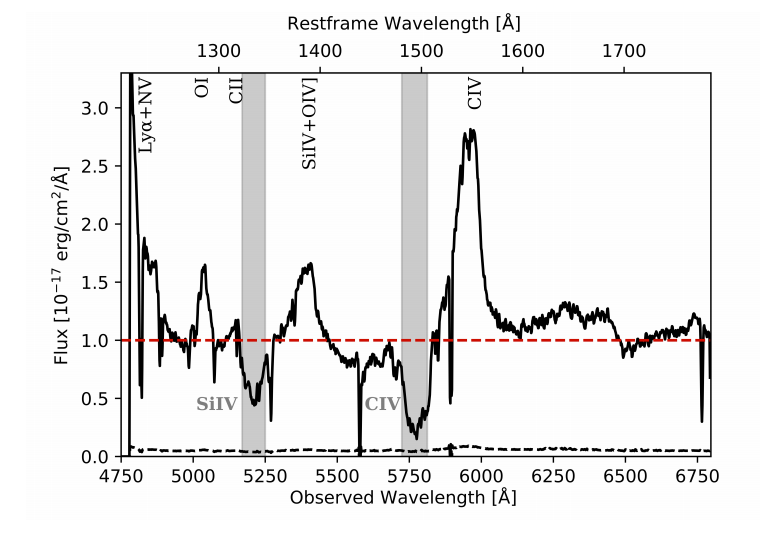 Restframe Wavelength [Å]
1300 1400 1500 1600 1700
Lyα+NV
OI
CII
SiIV+OIV]
CIV
3.0
2.5
2.0
1.5
1.0
0.5
0.0
Flux [10⁻¹⁷ erg/cm²/Å]
SiIV
CIV
4750 5000 5250 5500 5750 6000 6250 6500 6750
Observed Wavelength [Å]